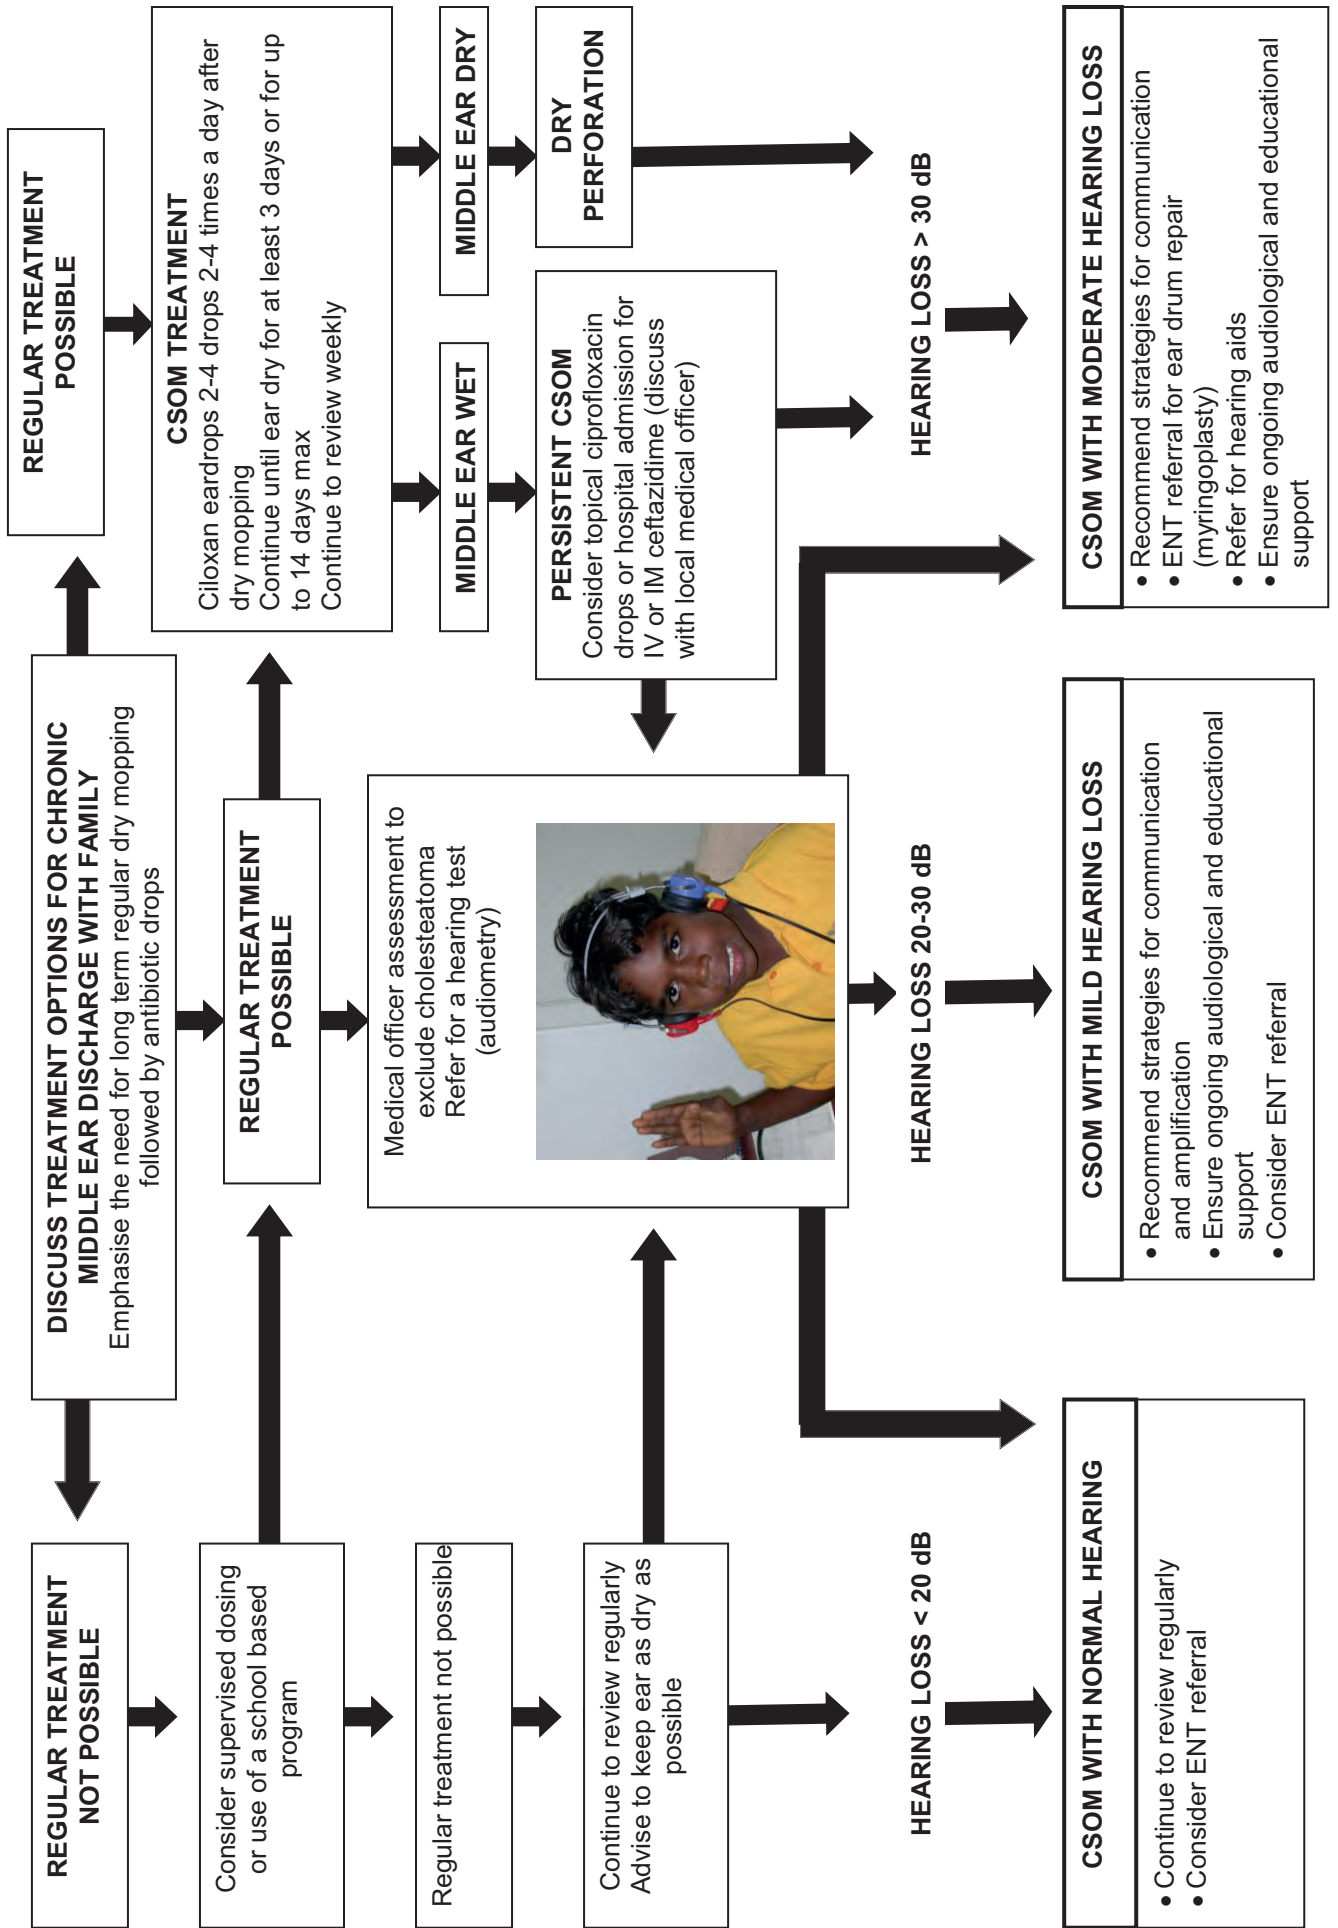 DISCUSS TREATMENT OPTIONS FOR CHRONIC
MIDDLE EAR DISCHARGE WITH FAMILY
Emphasise the need for long term regular dry mopping
followed by antibiotic drops
REGULAR TREATMENT
NOT POSSIBLE
Consider supervised dosing
or use of a school based
program
Regular treatment not possible
Continue to review regularly
Advise to keep ear as dry as
possible
REGULAR TREATMENT
POSSIBLE
Medical officer assessment to
exclude cholesteatoma
Refer for a hearing test
(audiometry)
REGULAR TREATMENT
POSSIBLE
CSOM TREATMENT
Ciloxan eardrops 2-4 drops 2-4 times a day after
dry mopping
Continue until ear dry for at least 3 days or for up
to 14 days max
Continue to review weekly
MIDDLE EAR WET
MIDDLE EAR DRY
PERSISTENT CSOM
Consider topical ciprofloxacin
drops or hospital admission for
IV or IM ceftazidime (discuss
with local medical officer)
DRY
PERFORATION
HEARING LOSS < 20 dB
HEARING LOSS 20-30 dB
HEARING LOSS > 30 dB
CSOM WITH NORMAL HEARING
• Continue to review regularly
• Consider ENT referral
CSOM WITH MILD HEARING LOSS
• Recommend strategies for communication
and amplification
• Ensure ongoing audiological and educational
support
• Consider ENT referral
CSOM WITH MODERATE HEARING LOSS
• Recommend strategies for communication
• ENT referral for ear drum repair
(myringoplasty)
• Refer for hearing aids
• Ensure ongoing audiological and educational
support